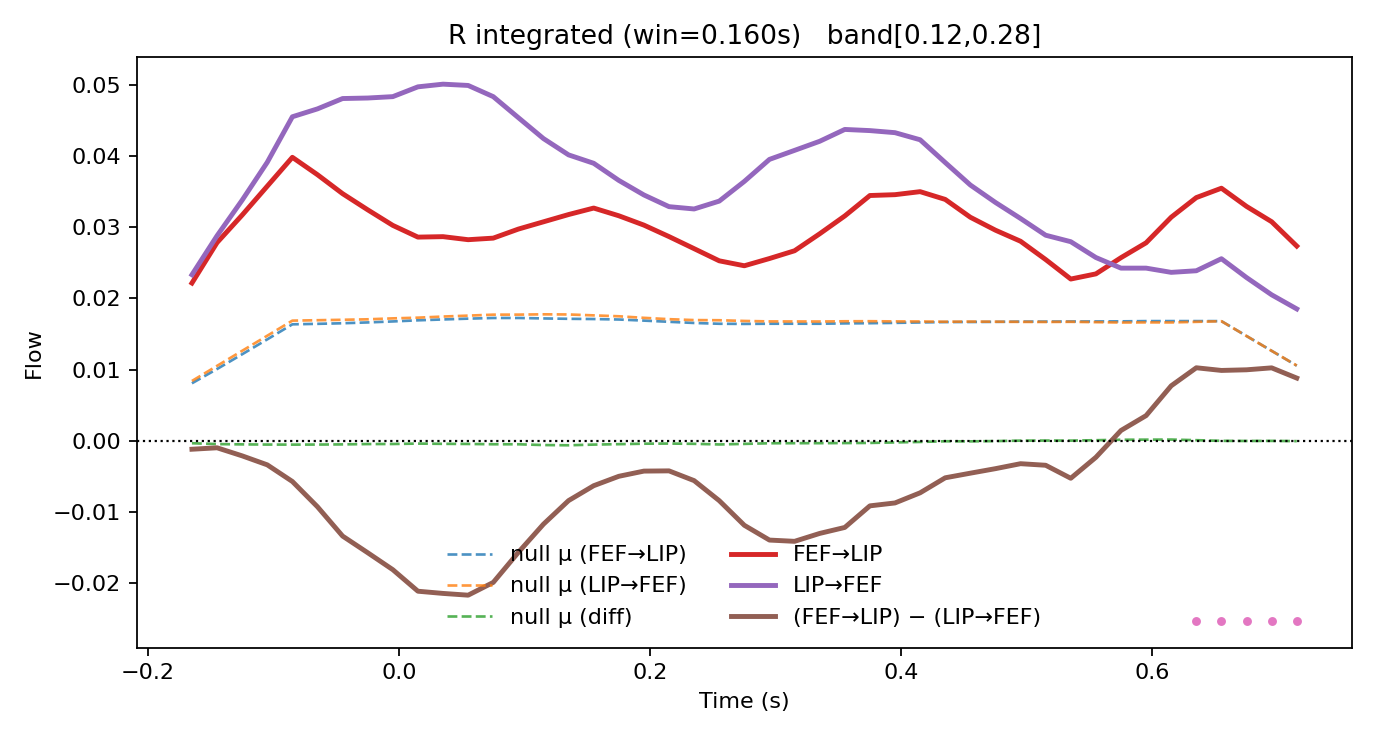 R integrated (win=0.160s)   band[0.12,0.28]
Flow
0.05
0.04
0.03
0.02
0.01
0.00
−0.01
−0.02
null μ (FEF→LIP)
null μ (LIP→FEF)
null μ (diff)
FEF→LIP
LIP→FEF
(FEF→LIP) − (LIP→FEF)
−0.2
0.0
0.2
0.4
0.6
Time (s)